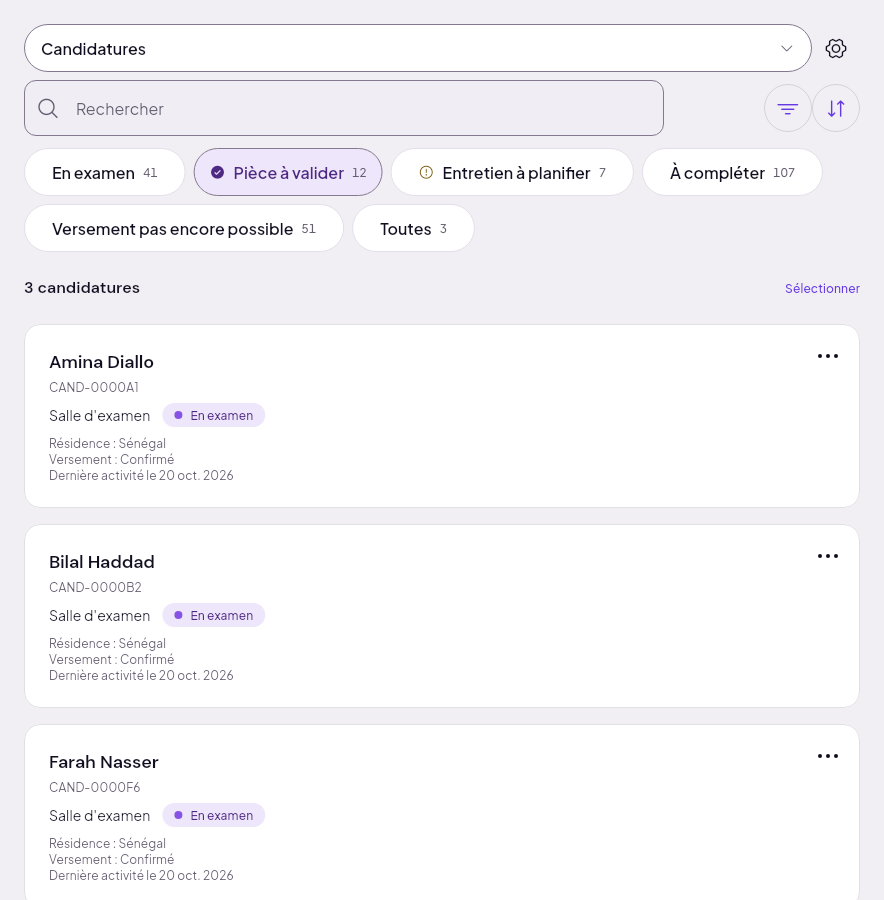 Candidatures
Rechercher
En examen 41
Pièce à valider 12
Entretien à planifier 7
À compléter 107
Versement pas encore possible 51
Toutes 3
3 candidatures
Sélectionner
Amina Diallo
CAND-0000A1
Salle d'examen
En examen
Résidence : Sénégal
Versement : Confirmé
Dernière activité le 20 oct. 2026
Bilal Haddad
CAND-0000B2
Salle d'examen
En examen
Résidence : Sénégal
Versement : Confirmé
Dernière activité le 20 oct. 2026
Farah Nasser
CAND-0000F6
Salle d'examen
En examen
Résidence : Sénégal
Versement : Confirmé
Dernière activité le 20 oct. 2026